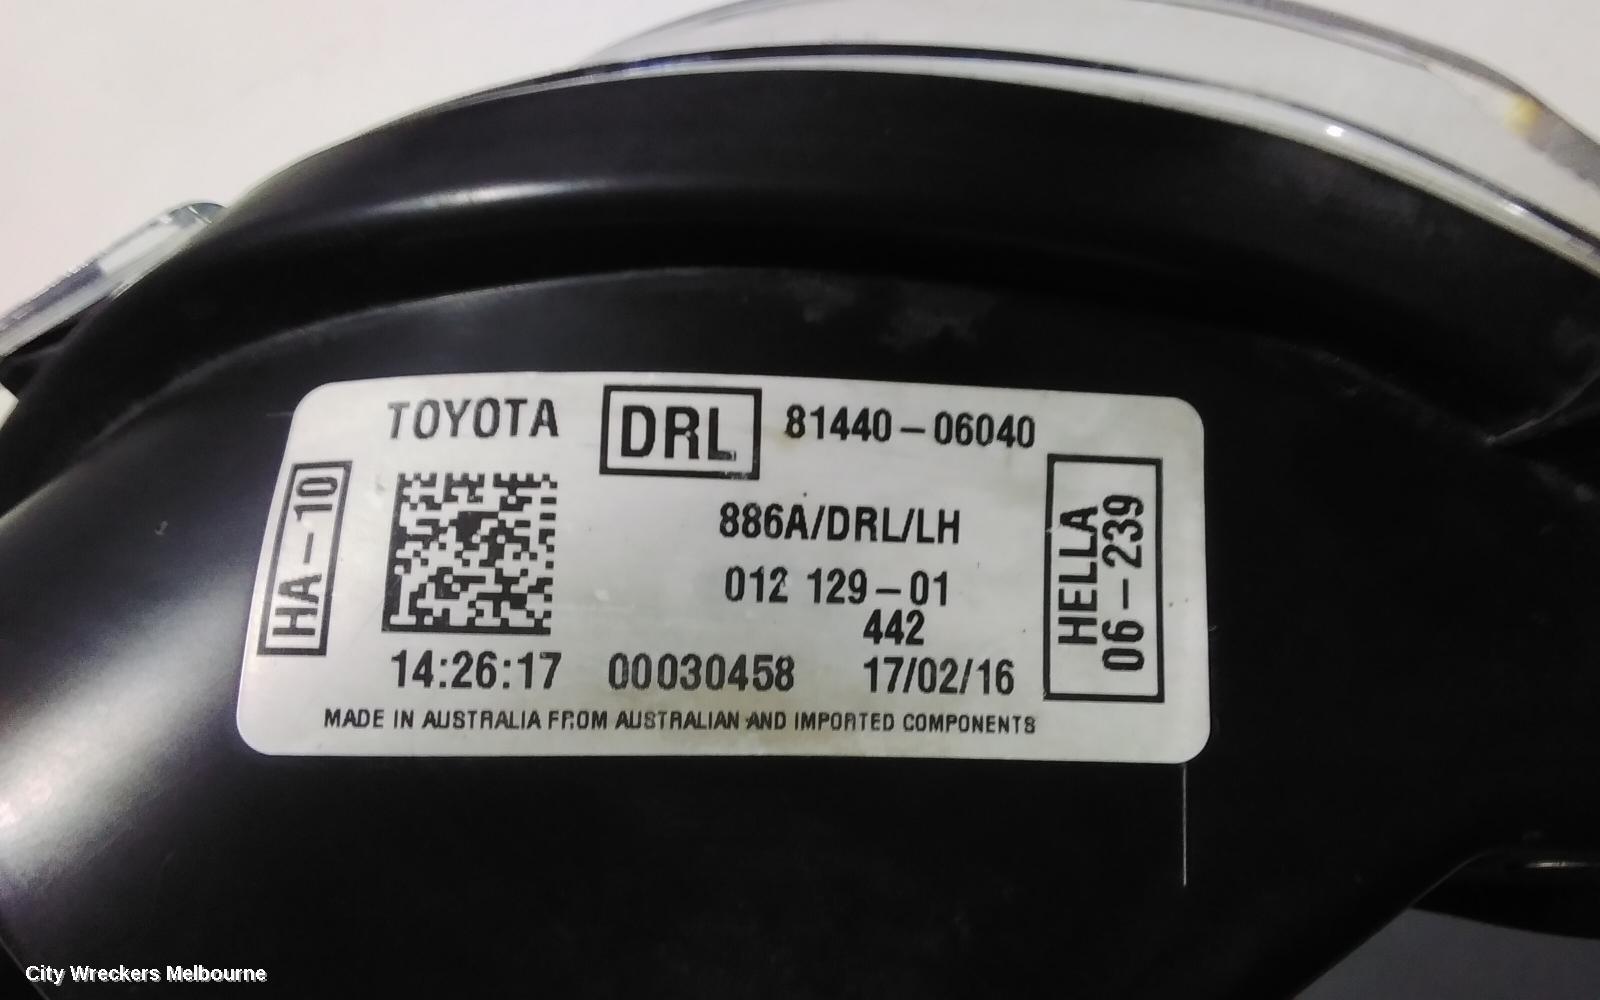 TOYOTA DRL 81440-06040
HA-10
886A/DRL/LH
012 129-01
442
HELLA
06-239
14:26:17 00030458 17/02/16
MADE IN AUSTRALIA FROM AUSTRALIAN AND IMPORTED COMPONENTS
City Wreckers Melbourne